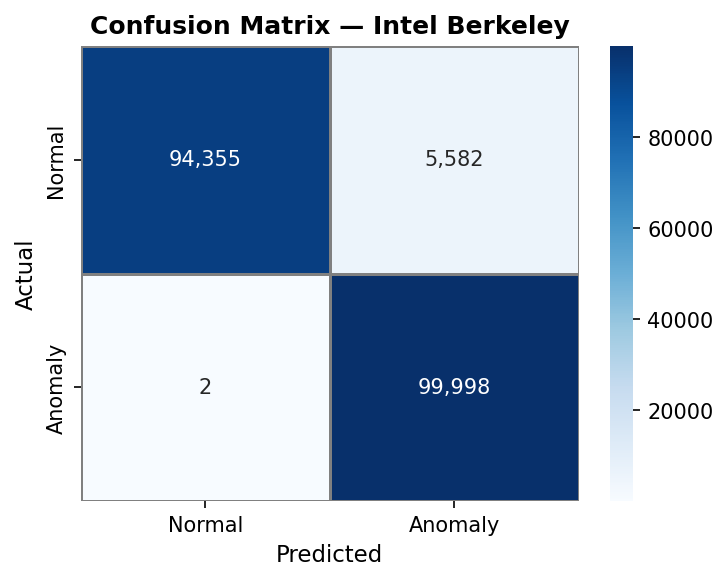 Confusion Matrix — Intel Berkeley
Actual
Normal
94,355
5,582
Anomaly
2
99,998
Normal
Anomaly
Predicted
80000
60000
40000
20000